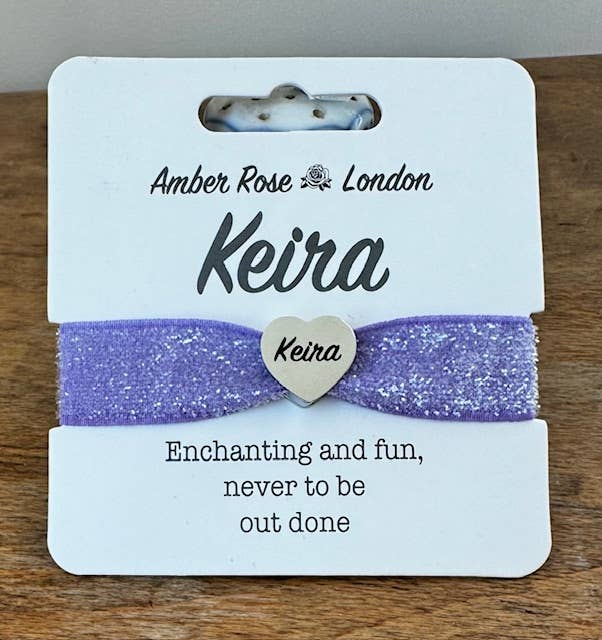 Amber Rose London
Keira
Keira
Enchanting and fun,
never to be
out done